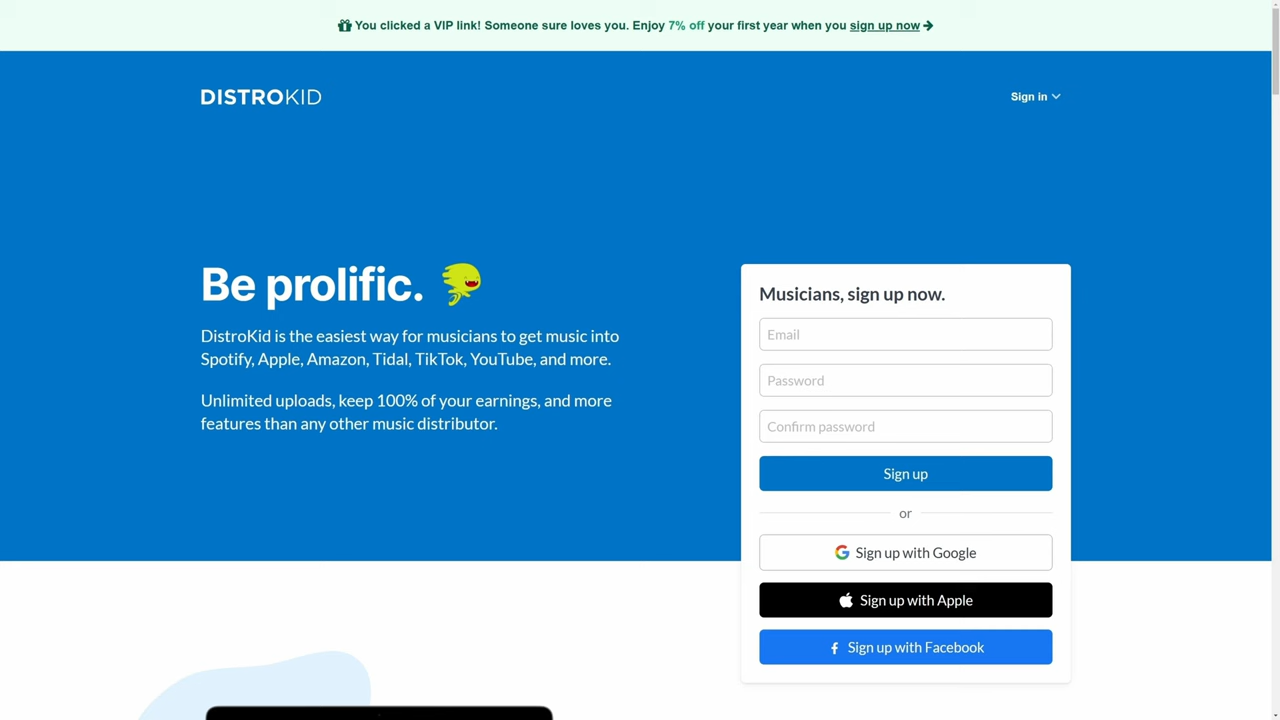 You clicked a VIP link! Someone sure loves you. Enjoy 7% off your first year when you sign up now
DISTROKID
Sign in
Be prolific.
DistroKid is the easiest way for musicians to get music into
Spotify, Apple, Amazon, Tidal, TikTok, YouTube, and more.
Unlimited uploads, keep 100% of your earnings, and more
features than any other music distributor.
Musicians, sign up now.
Email
Password
Confirm password
Sign up
or
Sign up with Google
Sign up with Apple
Sign up with Facebook